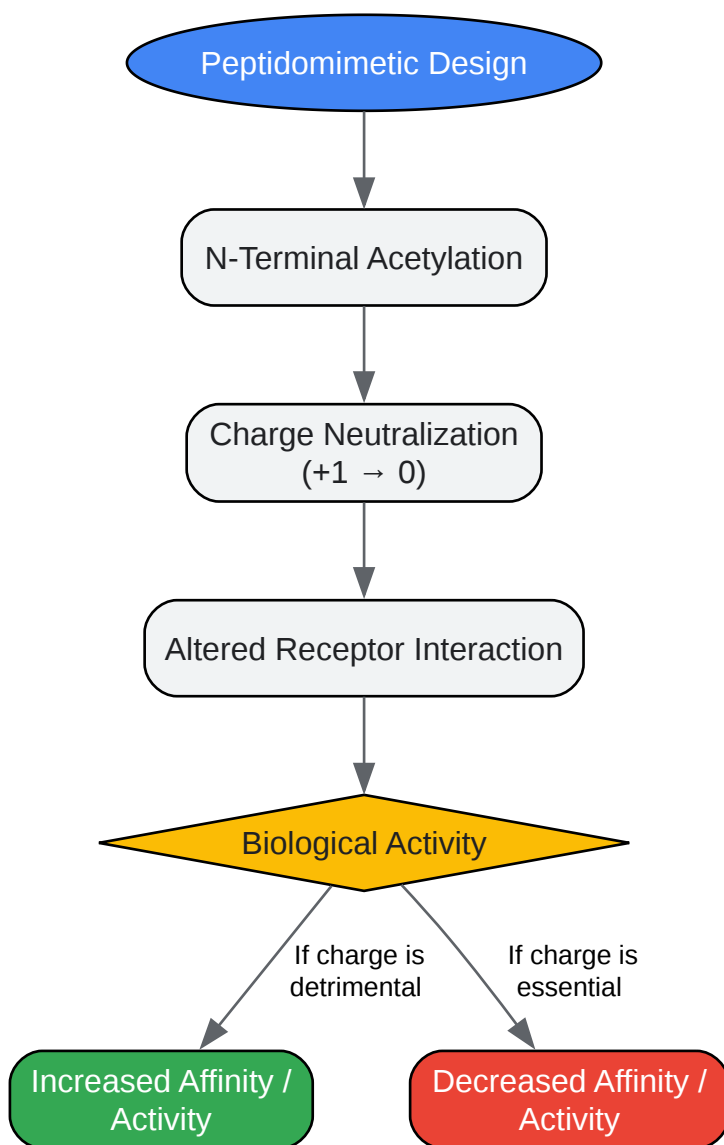 Peptidomimetic Design
N-Terminal Acetylation
Charge Neutralization
(+1 → 0)
Altered Receptor Interaction
Biological Activity
If charge is
detrimental
If charge is
essential
Increased Affinity /
Activity
Decreased Affinity /
Activity